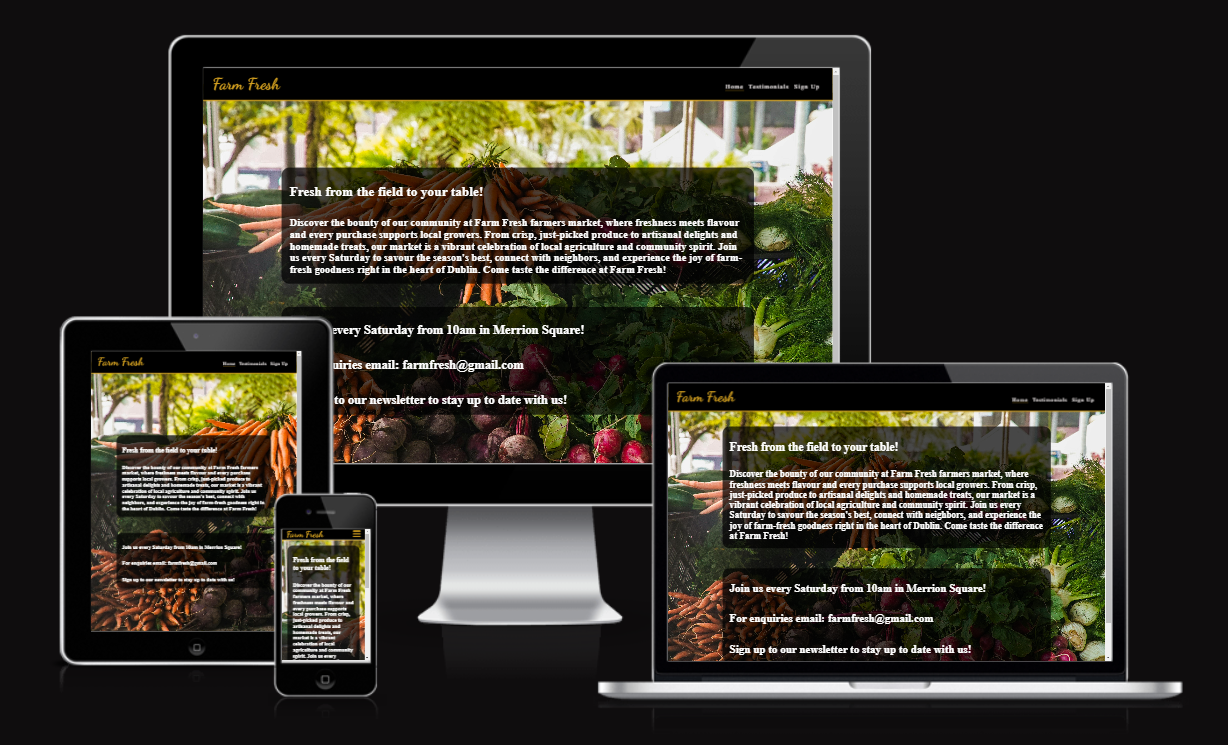 Farm Fresh
Home Testimonials Sign Up
Fresh from the field to your table!
Discover the bounty of our community at Farm Fresh farmers market, where freshness meets flavour
and every purchase supports local growers. From crisp, just-picked produce to artisanal delights and
homemade treats, our market is a vibrant celebration of local agriculture and community spirit. Join
us every Saturday to savour the season's best, connect with neighbors, and experience the joy of farm-
fresh goodness right in the heart of Dublin. Come taste the difference at Farm Fresh!
every Saturday from 10am in Merrion Square!
uiries email: farmfresh@gmail.com
to our newsletter to stay up to date with us!
Farm Fresh
Home Testimonials Sign Up
Fresh from the field to your table!
Discover the bounty of our community at Farm Fresh farmers
market, where freshness meets flavour and every purchase
supports local growers. From crisp, just-picked produce to
artisanal delights and homemade treats, our market is a vibrant
celebration of local agriculture and community spirit. Join us
every Saturday to savour the season's best, connect with
neighbors, and experience the joy of farm-fresh goodness right in
the heart of Dublin. Come taste the difference at Farm Fresh!
Join us every Saturday from 10am in Merrion Square!
For enquiries email: farmfresh@gmail.com
Sign up to our newsletter to stay up to date with us!
Farm Fresh
Fresh from the field
to your table!
Discover the bounty of our
community at Farm Fresh
farmers market, where
freshness meets flavour and
every purchase supports
local growers. From crisp,
just-picked produce to
artisanal delights and
homemade treats, our
market is a vibrant
celebration of local
agriculture and community
spirit. Join us every
Farm Fresh
Home Testimonials Sign Up
Fresh from the field to your table!
Discover the bounty of our community at Farm Fresh farmers market, where
freshness meets flavour and every purchase supports local growers. From crisp,
just-picked produce to artisanal delights and homemade treats, our market is a
vibrant celebration of local agriculture and community spirit. Join us every
Saturday to savour the season's best, connect with neighbors, and experience the
joy of farm-fresh goodness right in the heart of Dublin. Come taste the difference
at Farm Fresh!
Join us every Saturday from 10am in Merrion Square!
For enquiries email: farmfresh@gmail.com
Sign up to our newsletter to stay up to date with us!